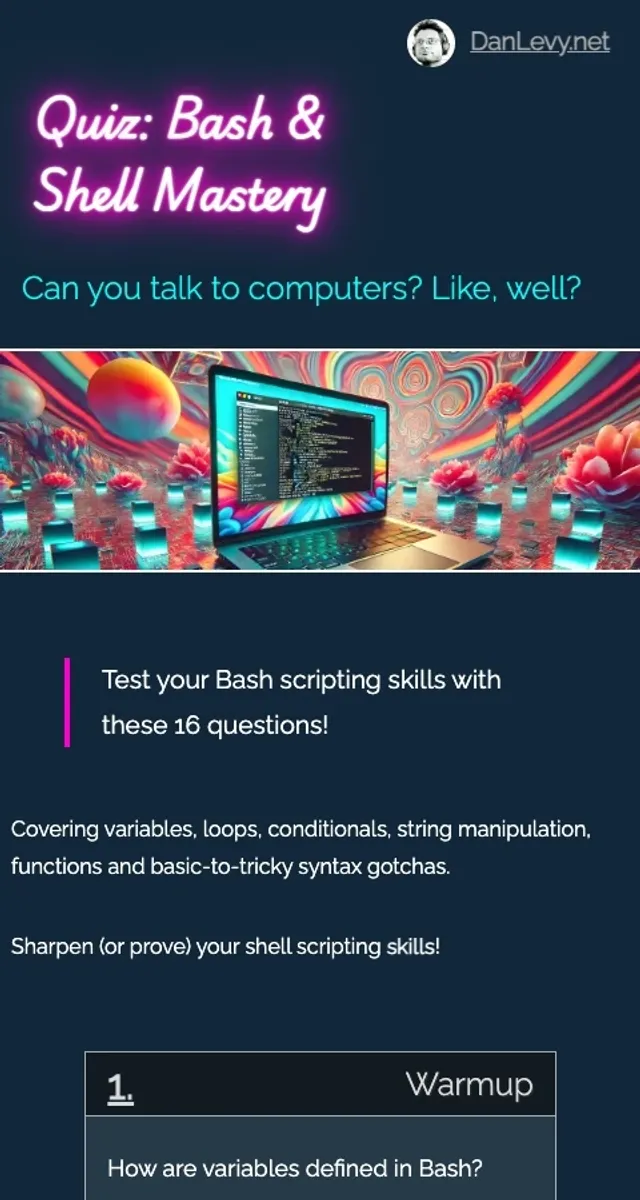 DanLevy.net
Quiz: Bash &
Shell Mastery
Can you talk to computers? Like, well?
Test your Bash scripting skills with
these 16 questions!
Covering variables, loops, conditionals, string manipulation,
functions and basic-to-tricky syntax gotchas.
Sharpen (or prove) your shell scripting skills!
1. Warmup
How are variables defined in Bash?